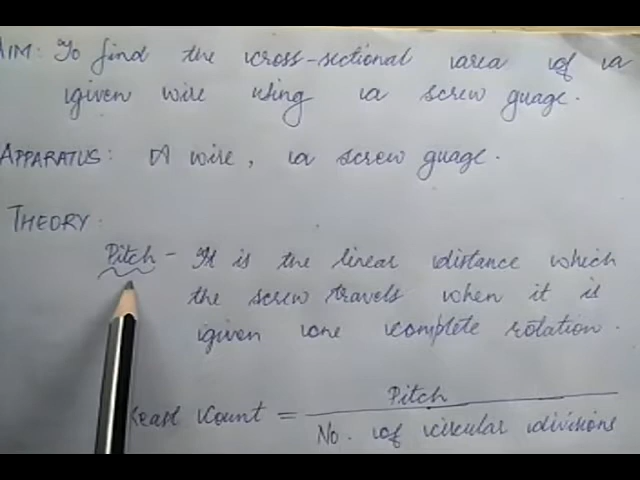 AIM: To find the cross-sectional area of a
given wire using a screw guage.
APPARATUS: A wire, a screw guage.
THEORY:
Pitch - It is the linear distance which
the screw travels when it is
given one complete rotation.
Least Count = Pitch
No. of circular divisions